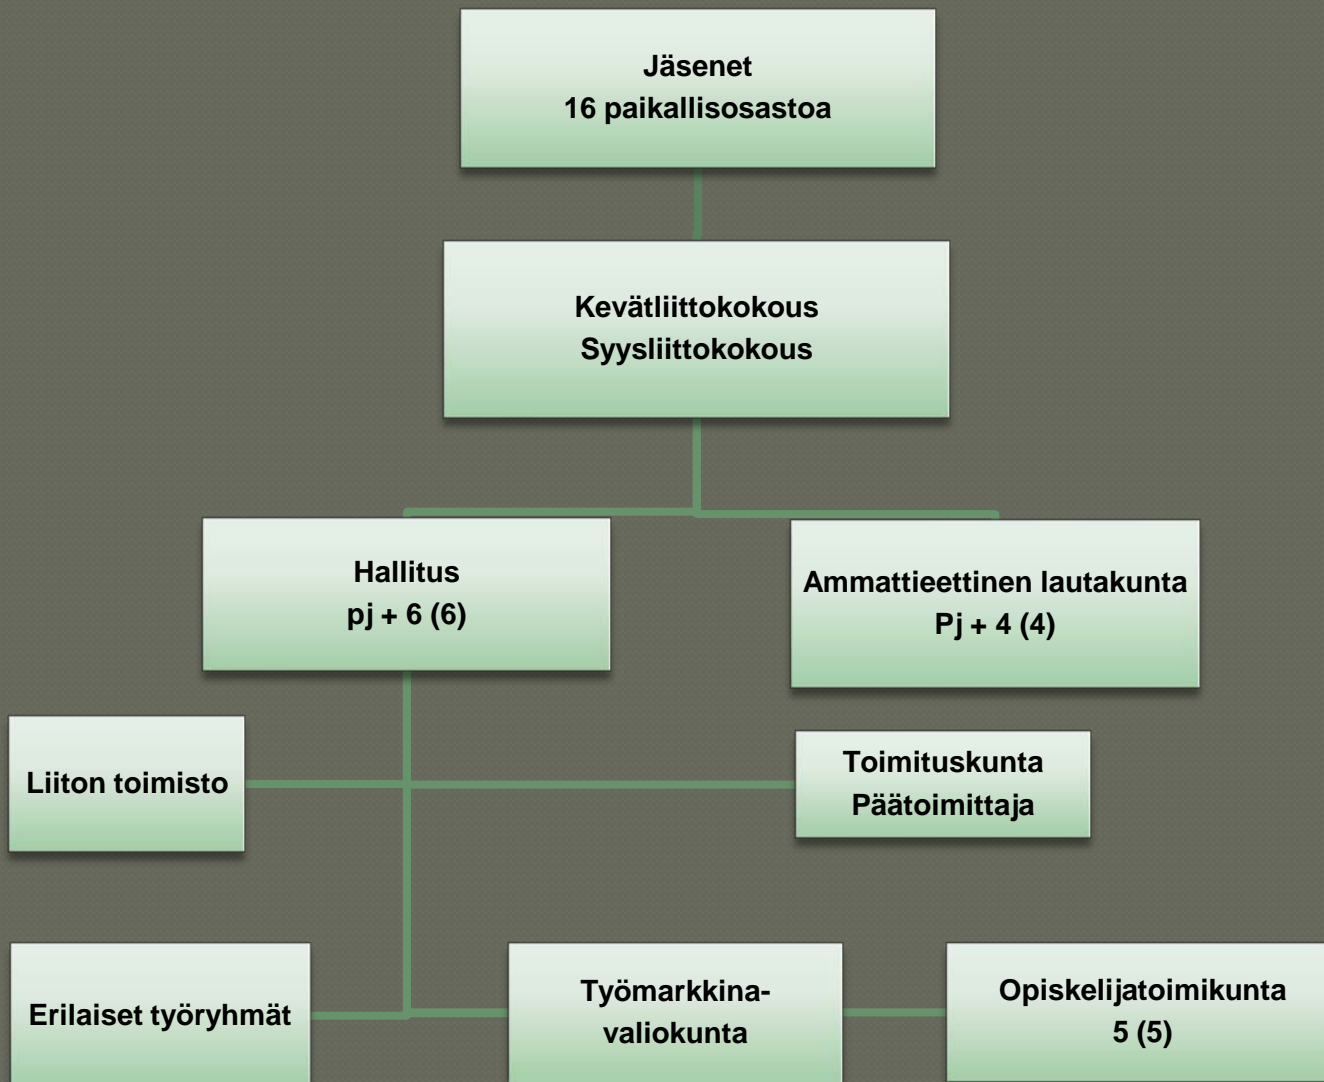 Jäsenet
16 paikallisosastoa
Kevätliittokokous
Syysliittokokous
Hallitus
pj + 6 (6)
Ammattieettinen lautakunta
Pj + 4 (4)
Liiton toimisto
Toimituskunta
Päätoimittaja
Erilaiset työryhmät
Työmarkkina-
valiokunta
Opiskelijatoimikunta
5 (5)